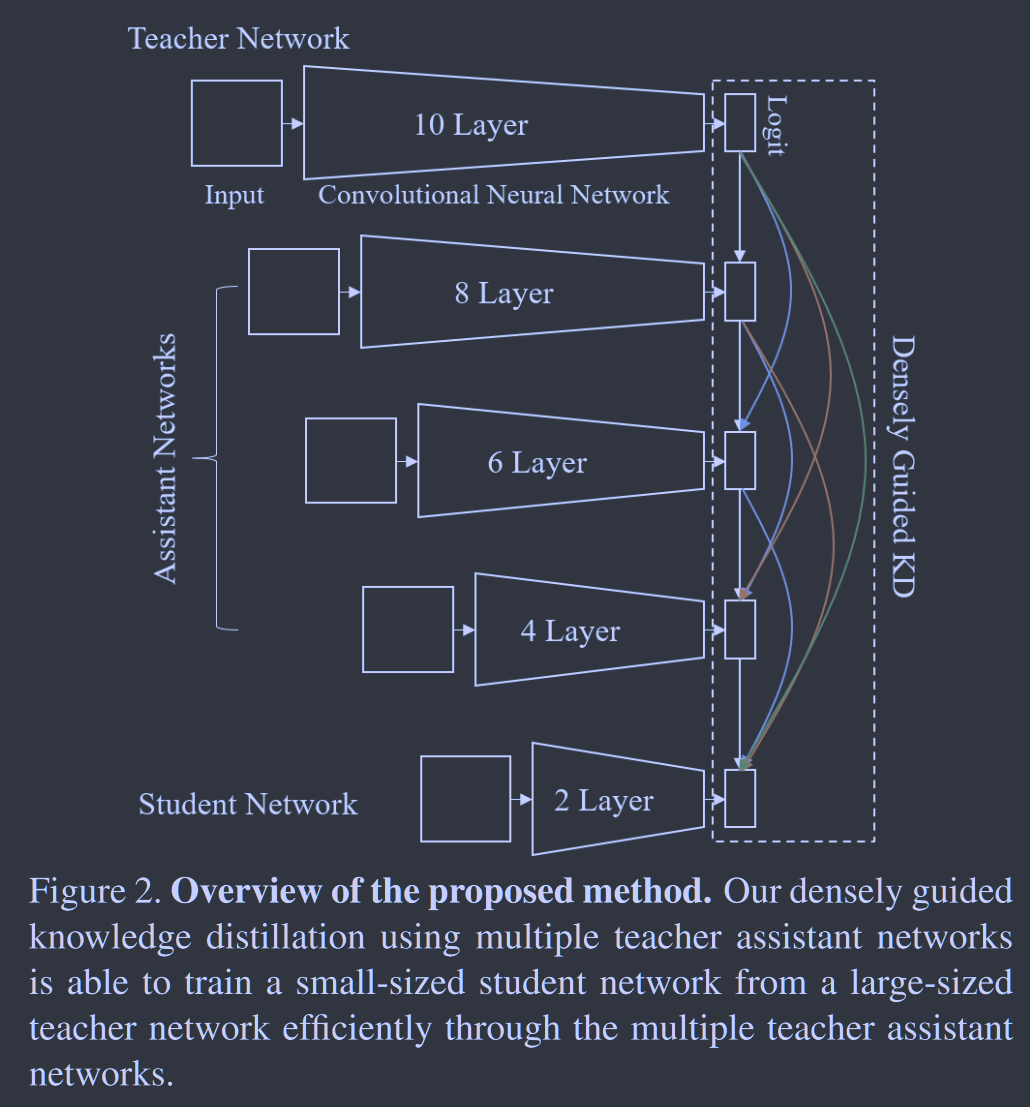 Teacher Network
10 Layer
Logit
Input
Convolutional Neural Network
8 Layer
Assistant Networks
6 Layer
Densely Guided KD
4 Layer
Student Network
2 Layer
Figure 2. Overview of the proposed method. Our densely guided
knowledge distillation using multiple teacher assistant networks
is able to train a small-sized student network from a large-sized
teacher network efficiently through the multiple teacher assistant
networks.